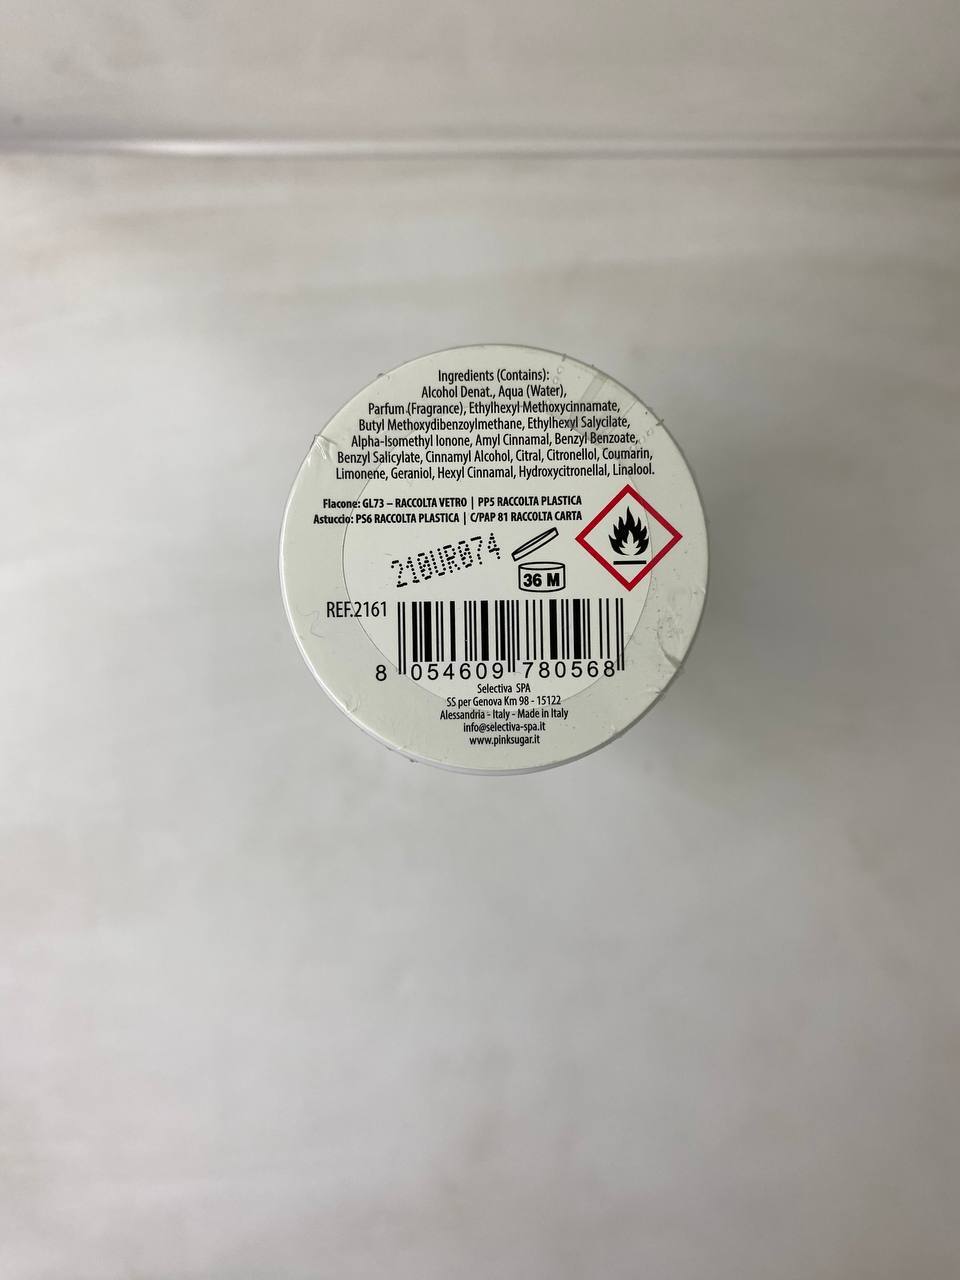 Ingredients (Contains):
Alcohol Denat., Aqua (Water),
Parfum (Fragrance), Ethylhexyl Methoxycinnamate,
Butyl Methoxydibenzoylmethane, Ethylhexyl Salycilate,
Alpha-Isomethyl Ionone, Amyl Cinnamal, Benzyl Benzoate,
Benzyl Salicylate, Cinnamyl Alcohol, Citral, Citronellol, Coumarin,
Limonene, Geraniol, Hexyl Cinnamal, Hydroxycitronellal, Linalool.
Flacone: GL73 – RACCOLTA VETRO | PP5 RACCOLTA PLASTICA
Astuccio: PS6 RACCOLTA PLASTICA | C/PAP 81 RACCOLTA CARTA
210UR074
36 M
REF.2161
8 054609 780568
Selectiva SPA
SS per Genova Km 98 - 15122
Alessandria - Italy - Made in Italy
info@selectiva-spa.it
www.pinksugar.it